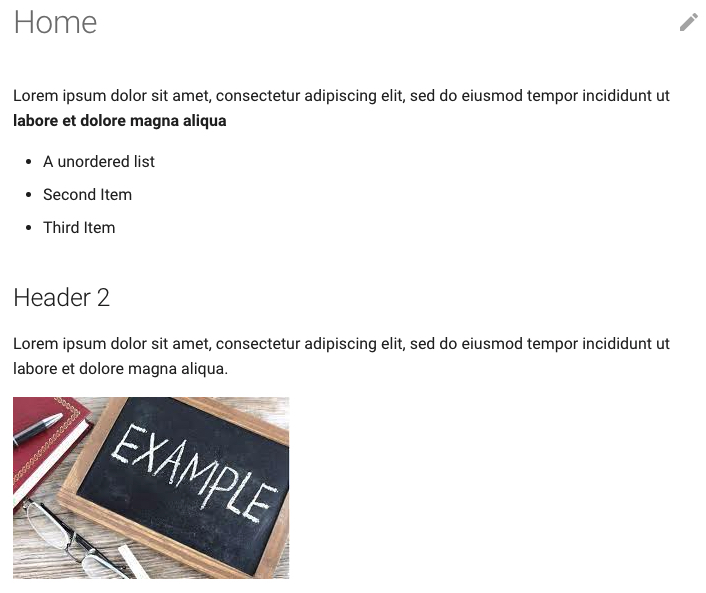 Home
Lorem ipsum dolor sit amet, consectetur adipiscing elit, sed do eiusmod tempor incididunt ut
labore et dolore magna aliqua
A unordered list
Second Item
Third Item
Header 2
Lorem ipsum dolor sit amet, consectetur adipiscing elit, sed do eiusmod tempor incididunt ut
labore et dolore magna aliqua.
EXAMPLE